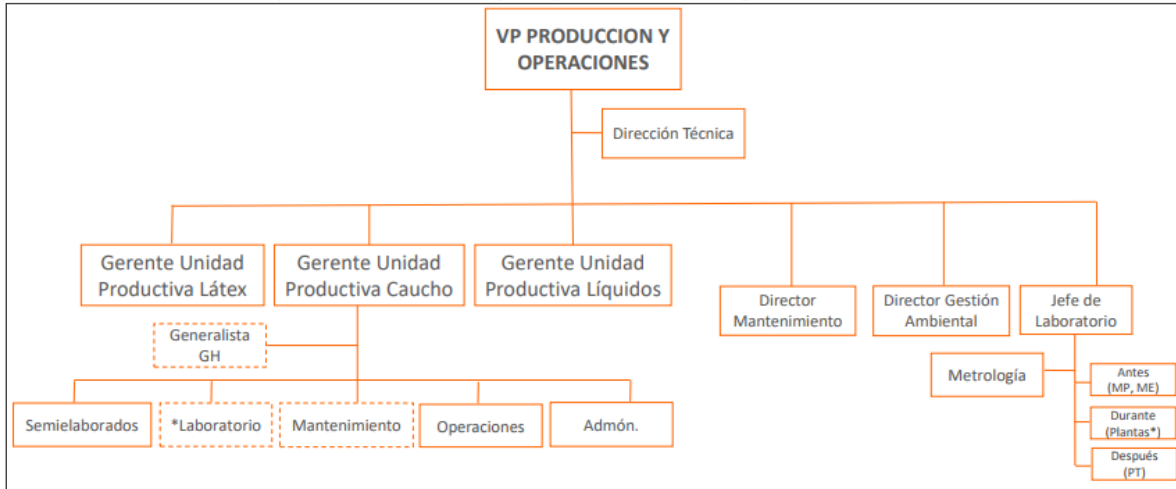 VP PRODUCCION Y
OPERACIONES
Dirección Técnica
Gerente Unidad
Productiva Látex
Gerente Unidad
Productiva Caucho
Gerente Unidad
Productiva Líquidos
Director
Mantenimiento
Director Gestión
Ambiental
Jefe de
Laboratorio
Generalista
GH
Semielaborados
*Laboratorio
Mantenimiento
Operaciones
Admón.
Metrología
Antes
(MP, ME)
Durante
(Plantas*)
Después
(PT)